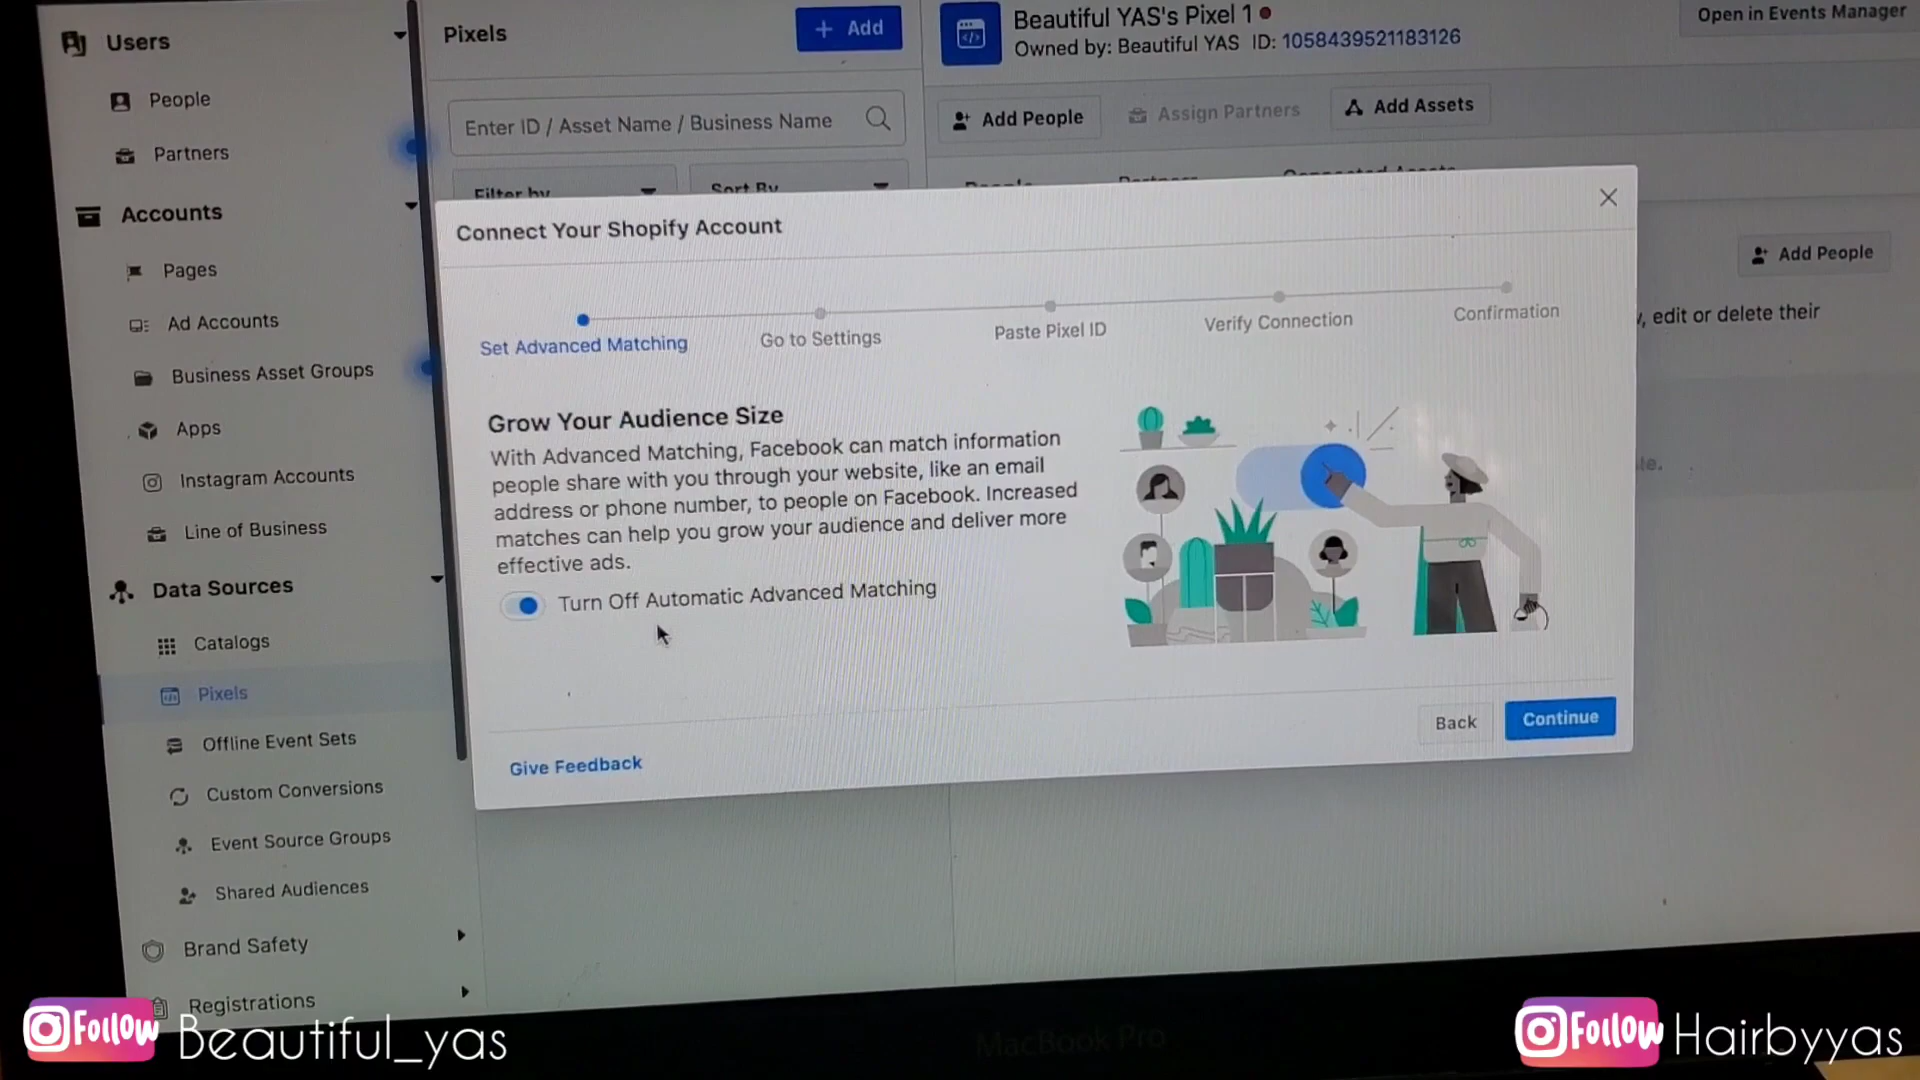 Users
People
Partners
Accounts
Pages
Ad Accounts
Business Asset Groups
Apps
Instagram Accounts
Line of Business
Data Sources
Catalogs
Pixels
Offline Event Sets
Custom Conversions
Event Source Groups
Shared Audiences
Brand Safety
Registrations
Pixels
+ Add
Enter ID / Asset Name / Business Name
Filter by
Sort By
Beautiful YAS's Pixel 1
Owned by: Beautiful YAS ID: 1058439521183126
Open in Events Manager
Add People
Assign Partners
Add Assets
People
Partners
Connected Assets
Add People
, edit or delete their
Connect Your Shopify Account
Set Advanced Matching
Go to Settings
Paste Pixel ID
Verify Connection
Confirmation
Grow Your Audience Size
With Advanced Matching, Facebook can match information
people share with you through your website, like an email
address or phone number, to people on Facebook. Increased
matches can help you grow your audience and deliver more
effective ads.
Turn Off Automatic Advanced Matching
Give Feedback
Back
Continue
MacBook Pro
Follow Beautiful_yas
Follow Hairbyyas